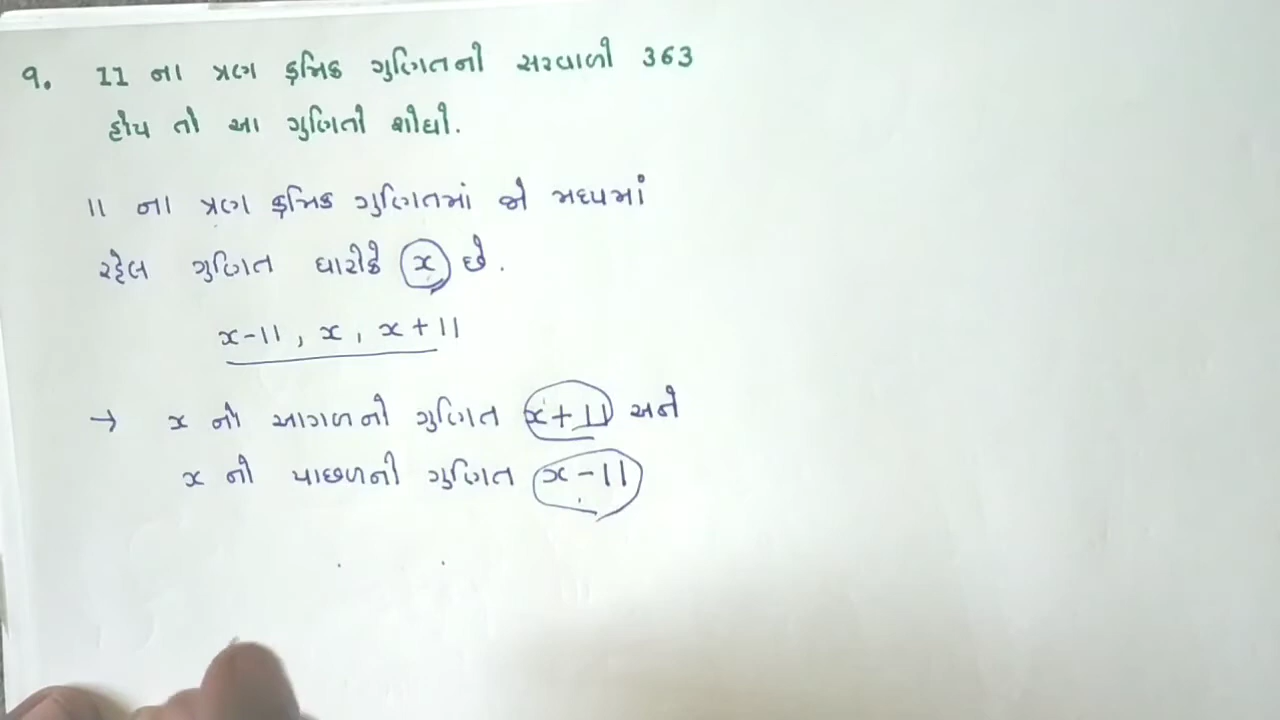 ૧. 11 ના ત્રણ ક્રમિક ગુણિતનો સરવાળો 363
હોય તો આ ગુણિતો શોધો.
11 ના ત્રણ ક્રમિક ગુણિતમાં જે મધ્યમાં
રહેલ ગુણિત ધારોકે x છે.
x-11, x, x+11
→ x નો આગળનો ગુણિત x+11 અને
x નો પાછળનો ગુણિત x-11